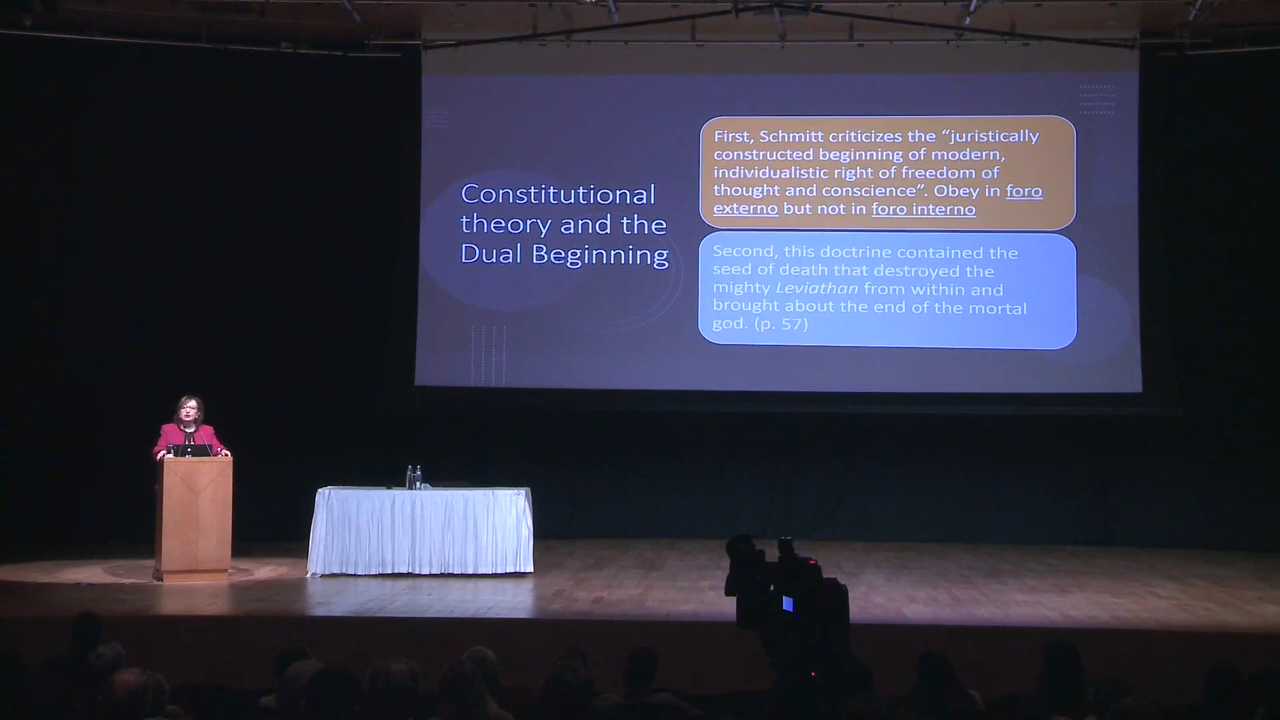 Constitutional
theory and the
Dual Beginning
First, Schmitt criticizes the “juristically
constructed beginning of modern,
individualistic right of freedom of
thought and conscience”. Obey in foro
externo but not in foro interno
Second, this doctrine contained the
seed of death that destroyed the
mighty Leviathan from within and
brought about the end of the mortal
god. (p. 57)